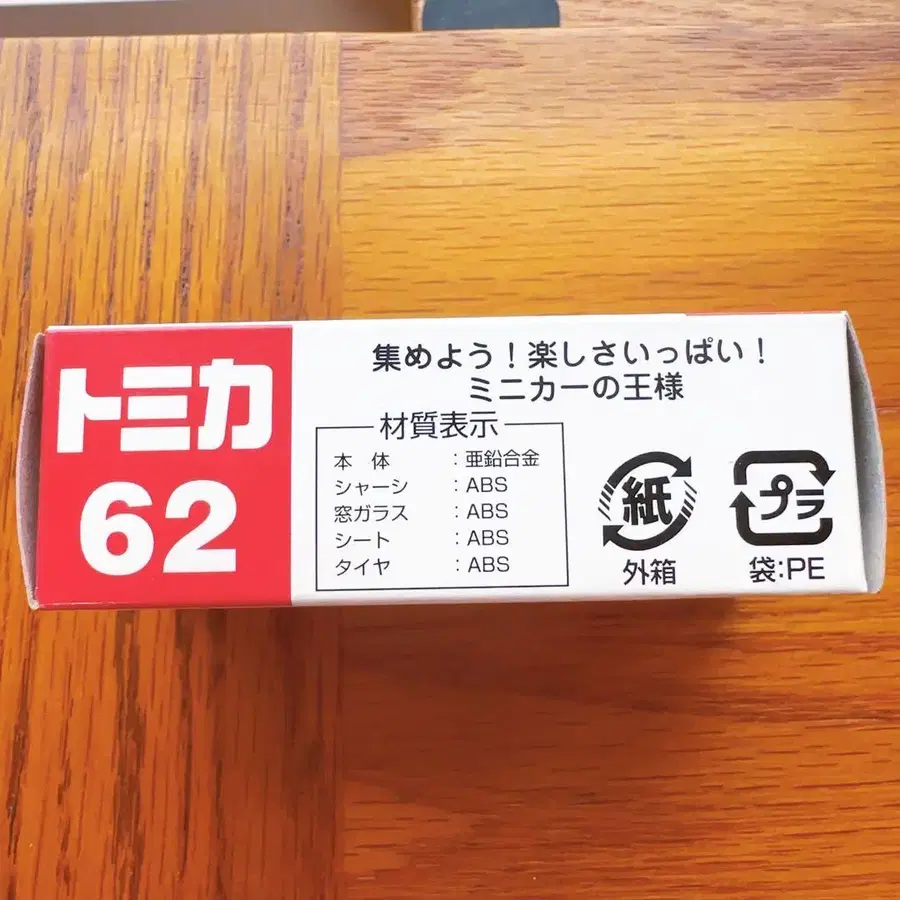 トミカ
62
集めよう！楽しさいっぱい！
ミニカーの王様
材質表示
本 体 ：亜鉛合金
シャーシ ：ABS
窓ガラス ：ABS
シート ：ABS
タイヤ ：ABS
紙
外箱
プラ
袋:PE